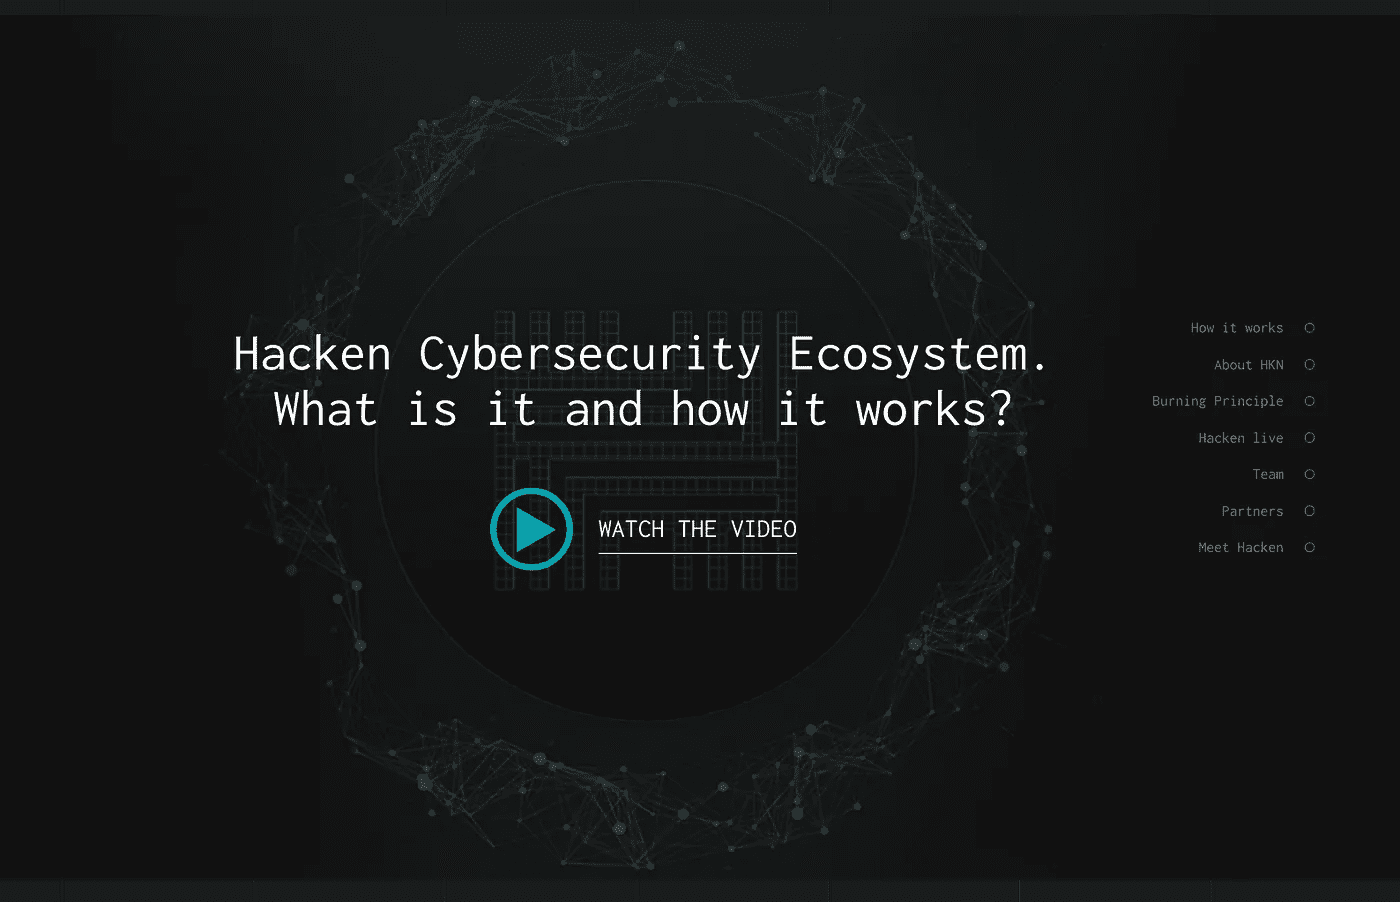 Hacken Cybersecurity Ecosystem.
What is it and how it works?
WATCH THE VIDEO
How it works
About HKN
Burning Principle
Hacken live
Team
Partners
Meet Hacken